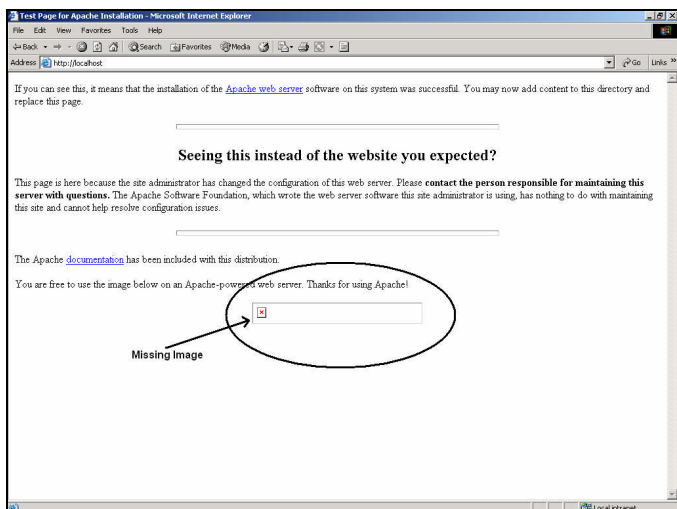 Test Page for Apache Installation - Microsoft Internet Explorer
File Edit View Favorites Tools Help
Back Search Favorites Media
Address http://localhost Go Links »
If you can see this, it means that the installation of the Apache web server software on this system was successful. You may now add content to this directory and
replace this page.
Seeing this instead of the website you expected?
This page is here because the site administrator has changed the configuration of this web server. Please contact the person responsible for maintaining this
server with questions. The Apache Software Foundation, which wrote the web server software this site administrator is using, has nothing to do with maintaining
this site and cannot help resolve configuration issues.
The Apache documentation has been included with this distribution.
You are free to use the image below on an Apache-powered web server. Thanks for using Apache!
Missing Image
Local intranet